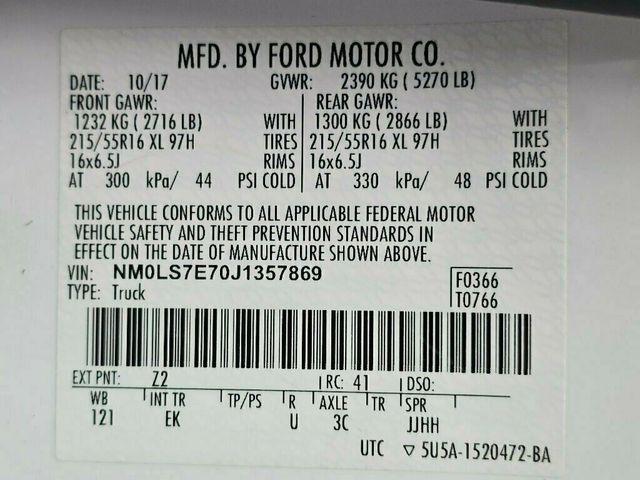 MFD. BY FORD MOTOR CO.
DATE: 10/17 GVWR: 2390 KG ( 5270 LB)
FRONT GAWR: REAR GAWR:
1232 KG ( 2716 LB) WITH 1300 KG ( 2866 LB) WITH
215/55R16 XL 97H TIRES 215/55R16 XL 97H TIRES
16x6.5J RIMS 16x6.5J RIMS
AT 300 kPa/ 44 PSI COLD AT 330 kPa/ 48 PSI COLD
THIS VEHICLE CONFORMS TO ALL APPLICABLE FEDERAL MOTOR
VEHICLE SAFETY AND THEFT PREVENTION STANDARDS IN
EFFECT ON THE DATE OF MANUFACTURE SHOWN ABOVE.
VIN: NM0LS7E70J1357869 F0366
TYPE: Truck T0766
EXT PNT: Z2 RC: 41 DSO:
WB INT TR TP/PS R AXLE TR SPR
121 EK U 3C JJHH
UTC ▽ 5U5A-1520472-BA